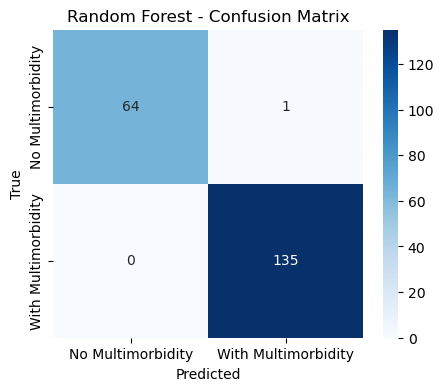 Random Forest - Confusion Matrix
True
No Multimorbidity
With Multimorbidity
64
1
0
135
No Multimorbidity
With Multimorbidity
Predicted
120
100
80
60
40
20
0